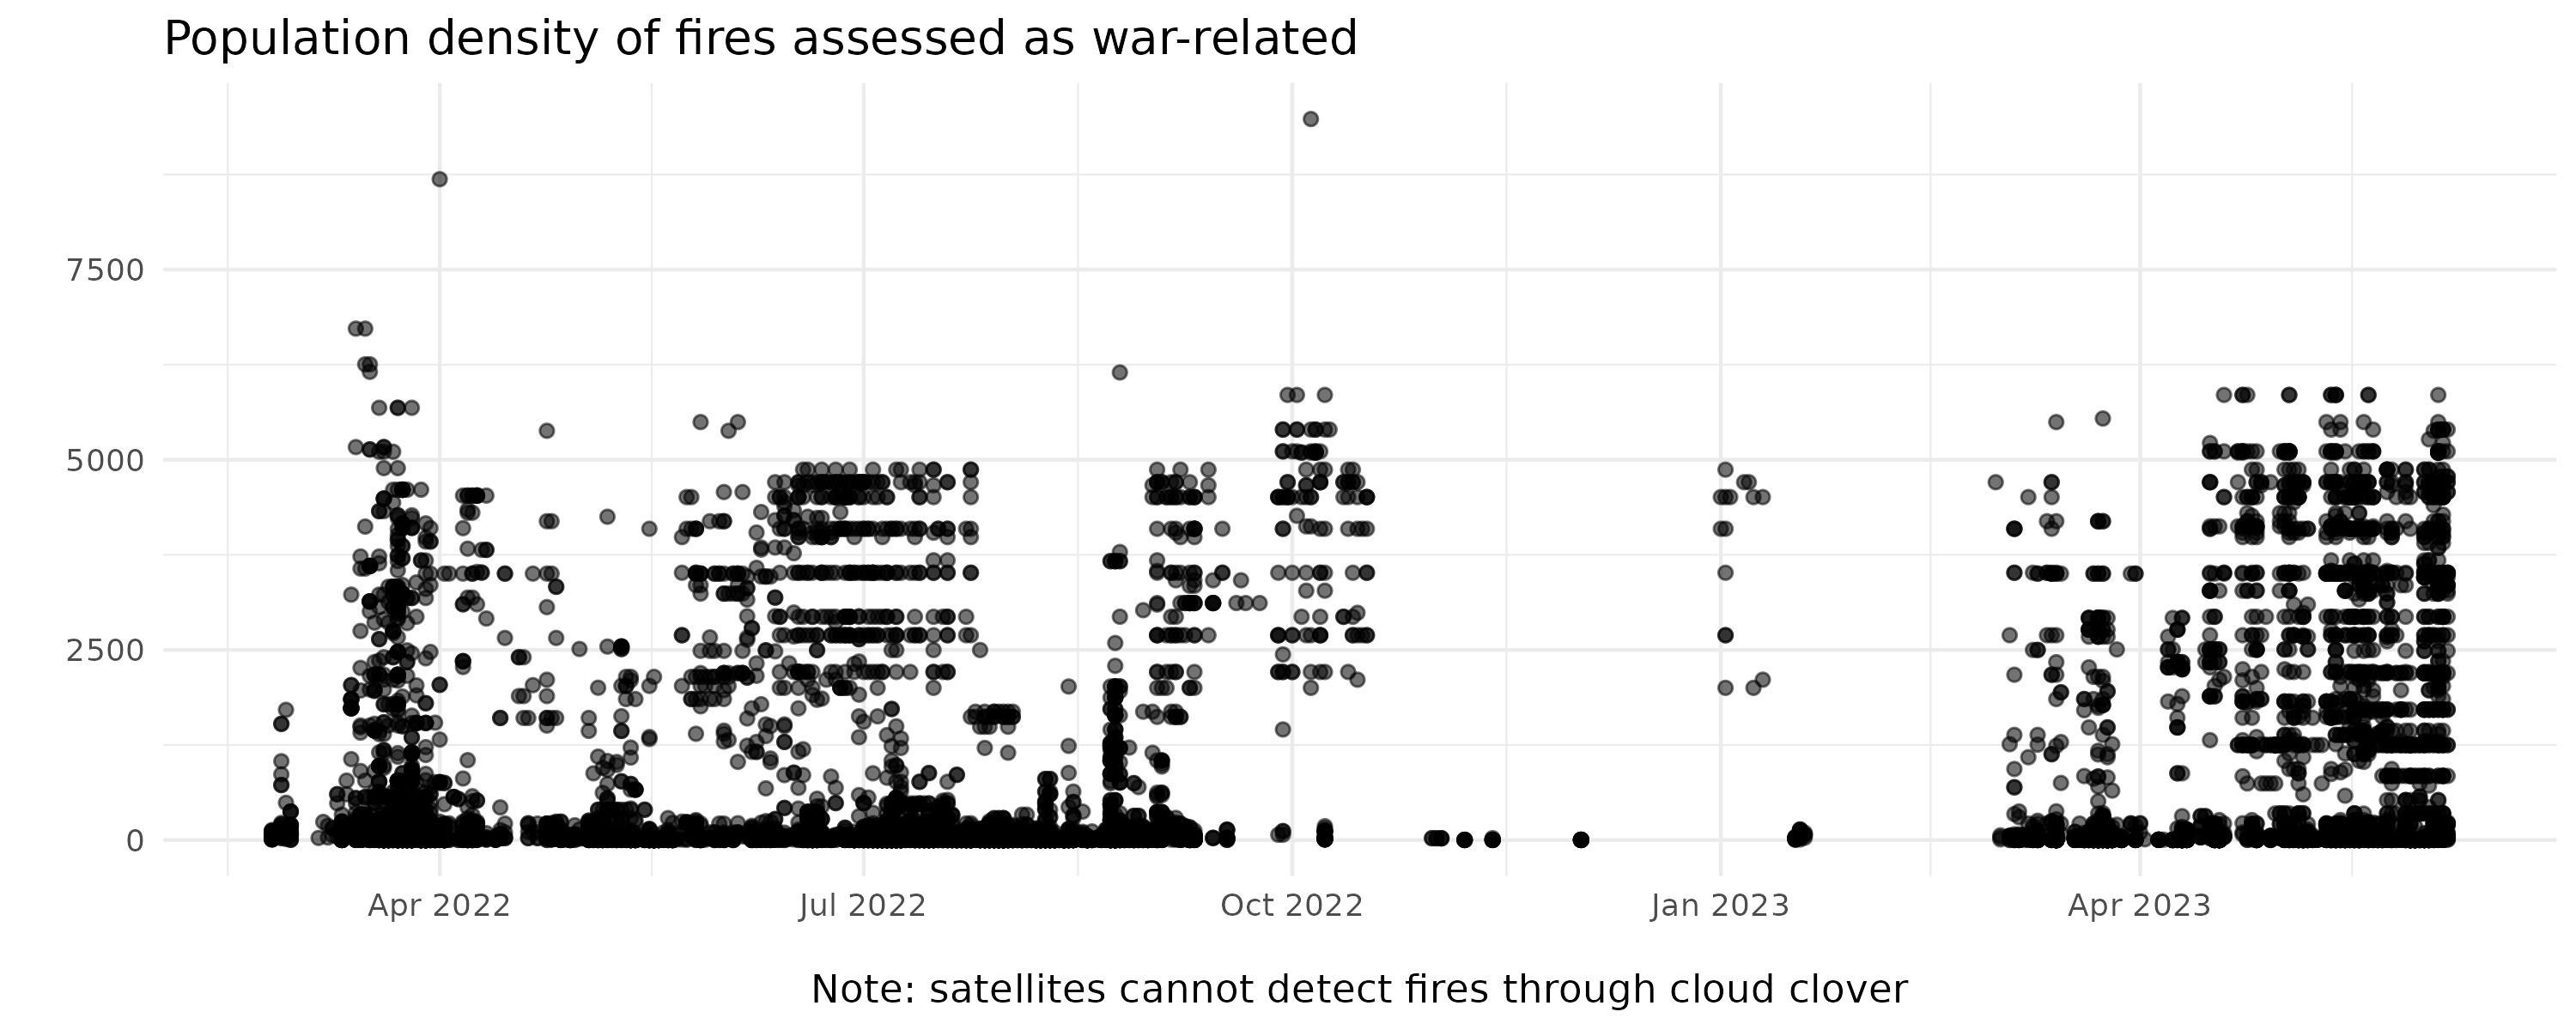 Population density of fires assessed as war-related
7500
5000
2500
0
Apr 2022
Jul 2022
Oct 2022
Jan 2023
Apr 2023
Note: satellites cannot detect fires through cloud clover